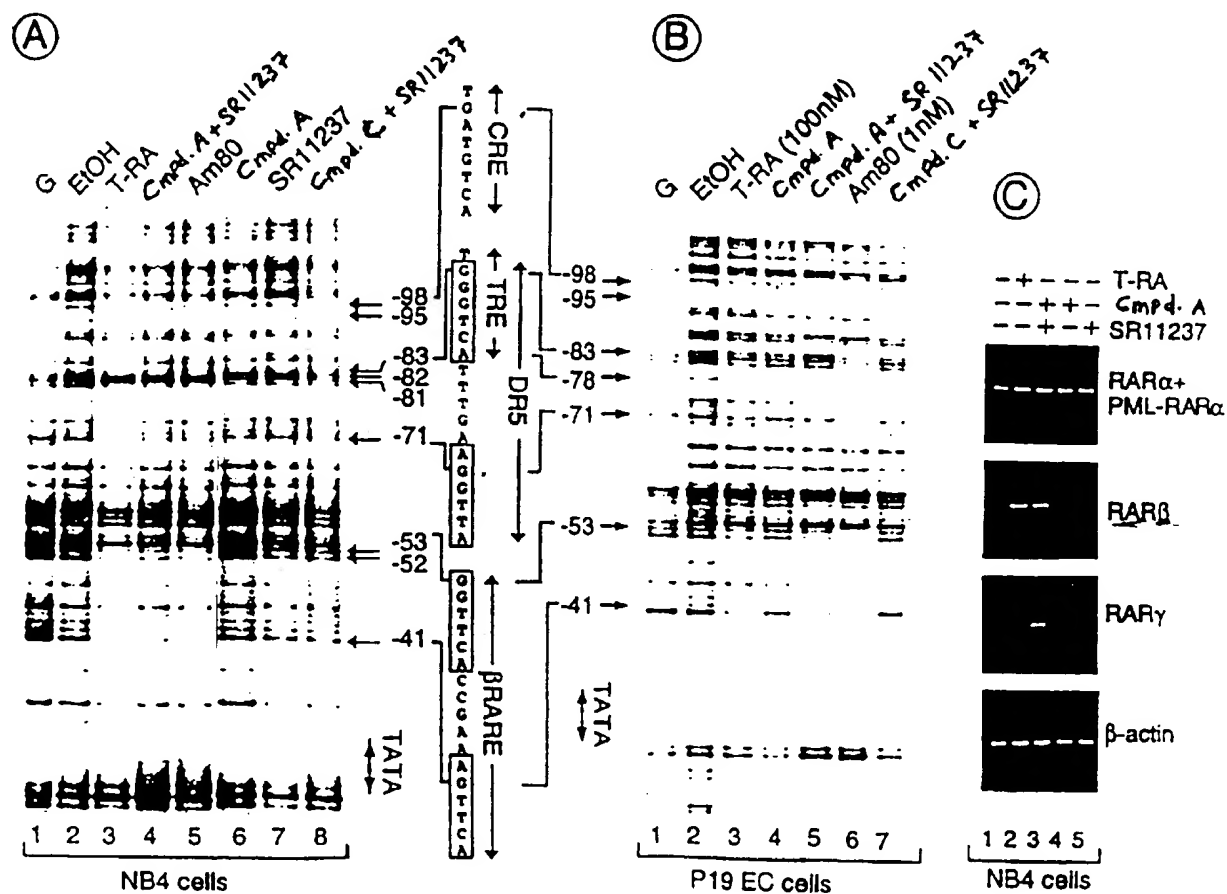 A
G
EtOH
T-RA
Cmpd. A + SR11237
Am80
Cmpd. A
SR11237
Cmpd. C + SR11237
-98
-95
-83
-82
-81
-71
-53
-52
-41
TATA
1 2 3 4 5 6 7 8
NB4 cells
TGATGTCA
CRE
TGGGTCATTTGAAGGTTA
TRE
DR5
GGTTCACCGAAAGTTCA
βRARE
B
G
EtOH
T-RA (100nM)
Cmpd. A
Cmpd. A + SR11237
Am80 (1nM)
Cmpd. C + SR11237
-98
-95
-83
-78
-71
-53
-41
TATA
1 2 3 4 5 6 7
P19 EC cells
C
– + – – – T-RA
– – + + – Cmpd. A
– – + – + SR11237
RARα+
PML-RARα
RARβ
RARγ
β-actin
1 2 3 4 5
NB4 cells